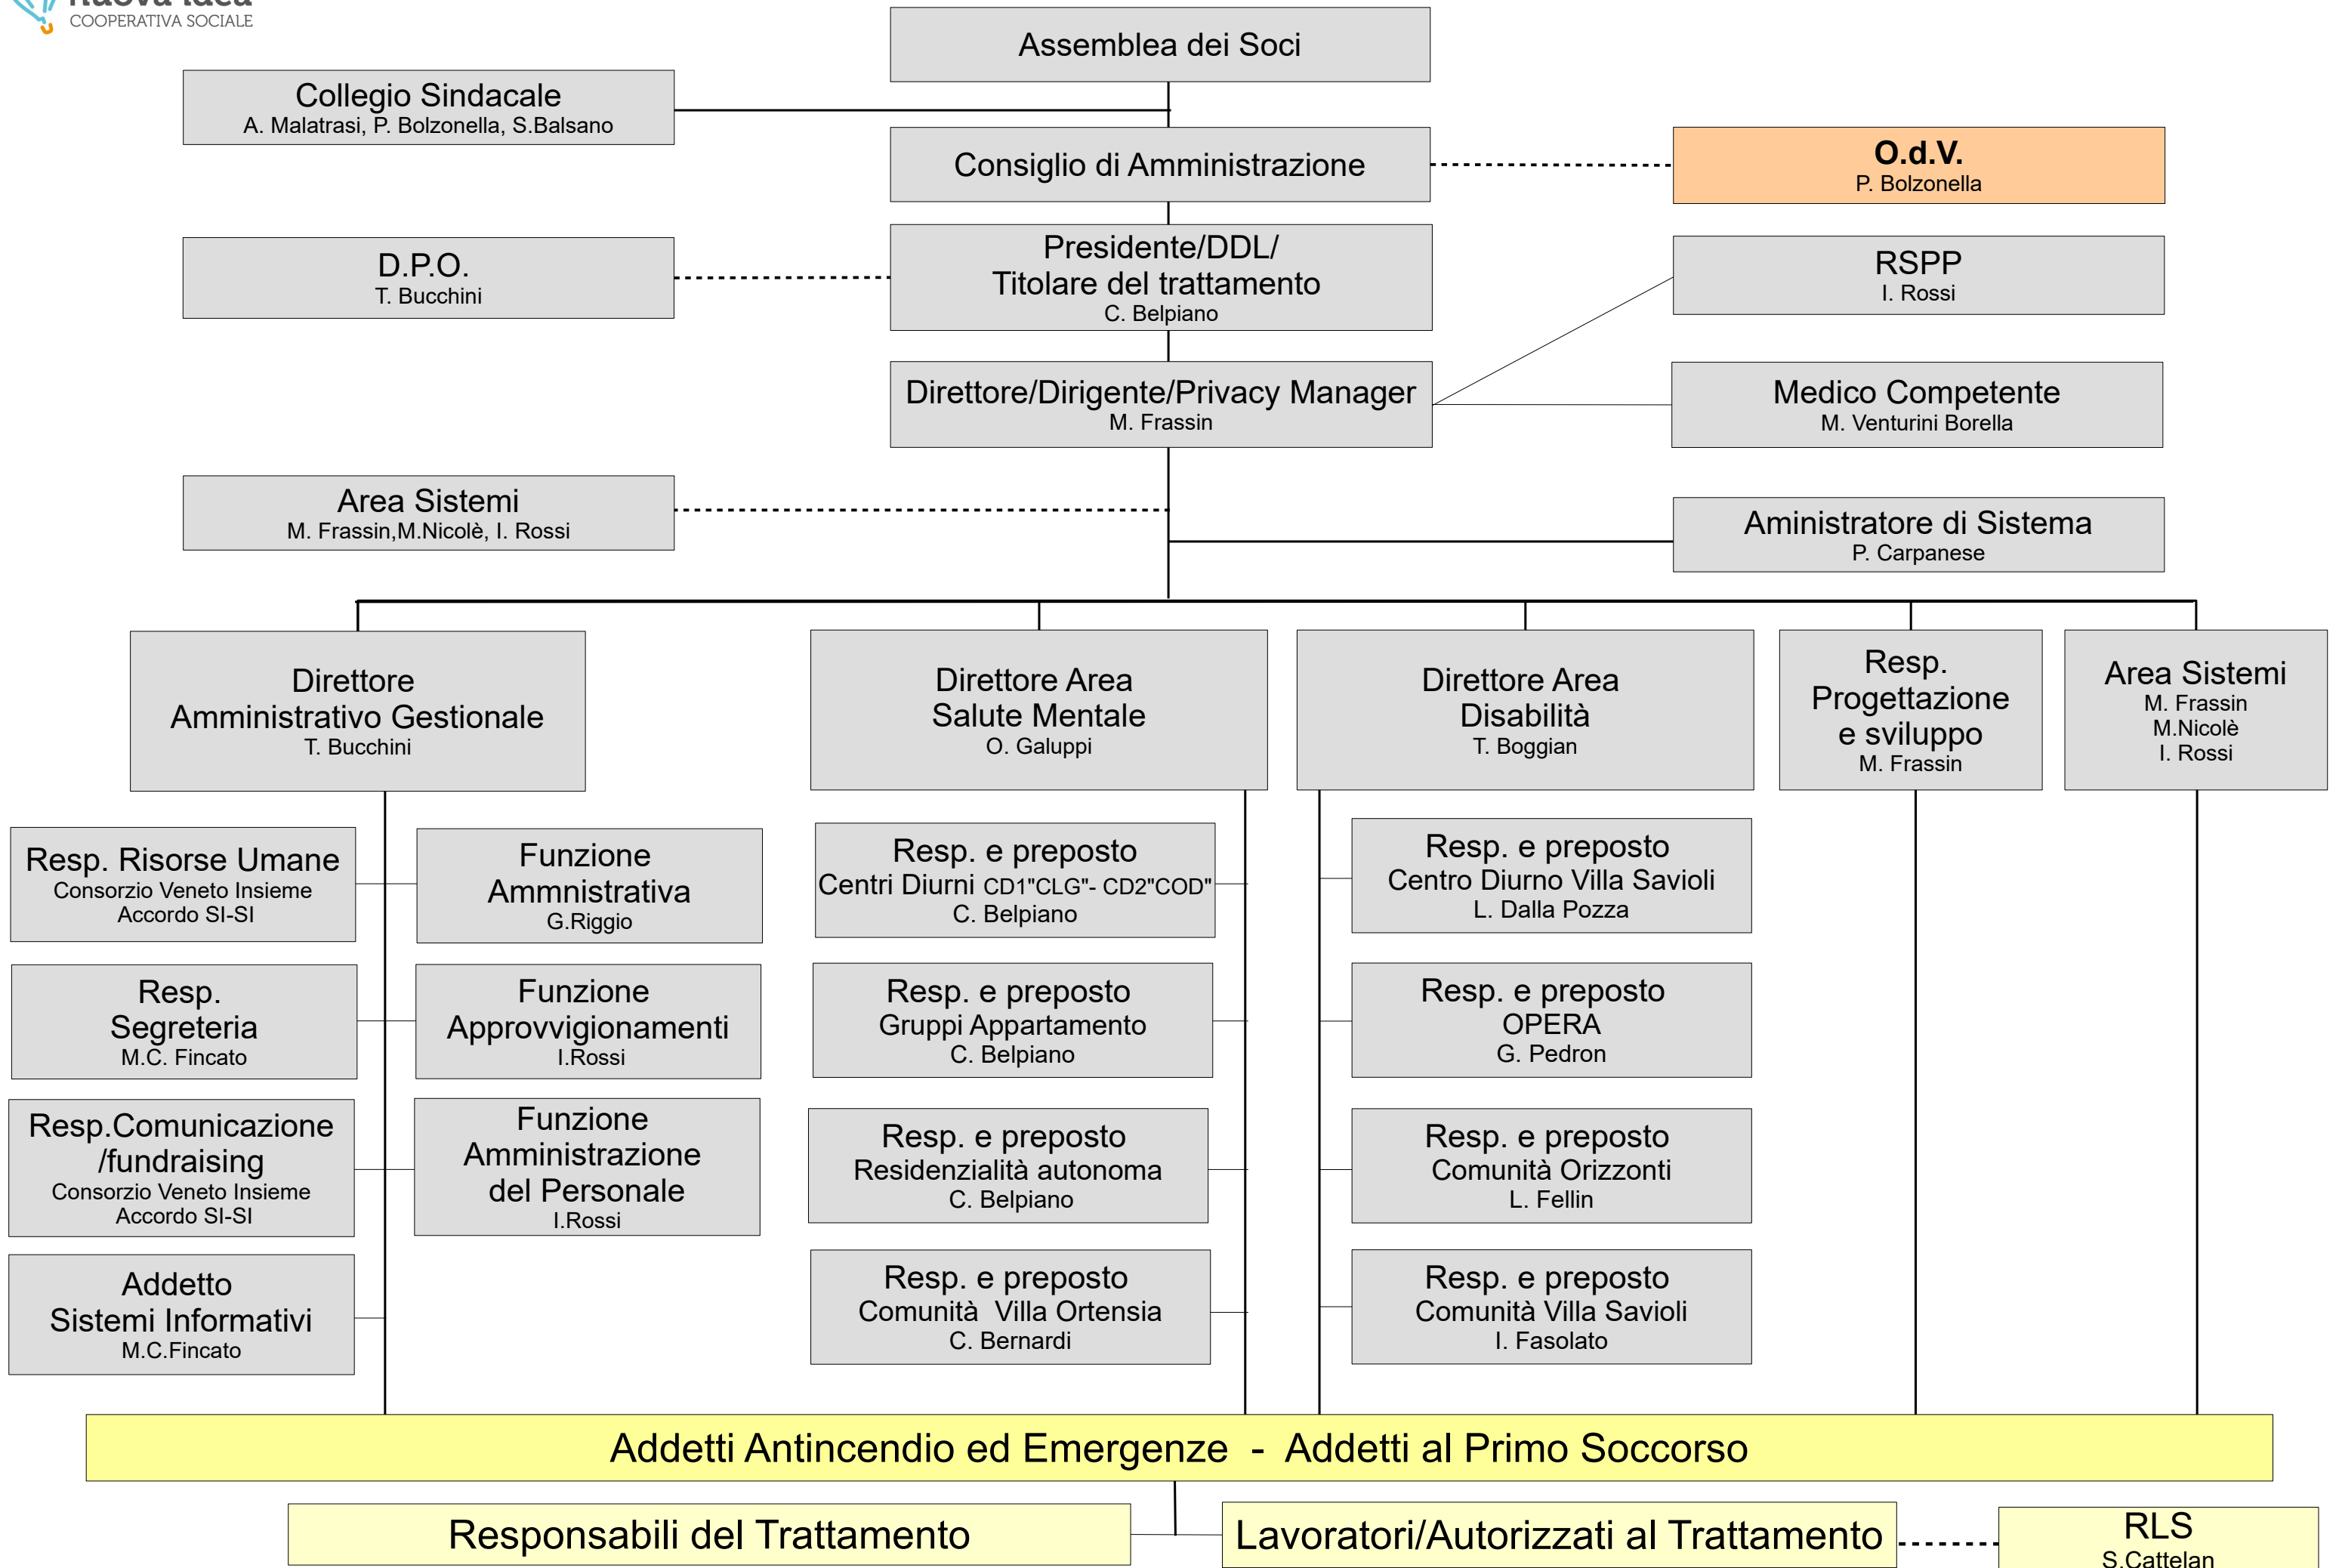 nuova idea
COOPERATIVA SOCIALE
Assemblea dei Soci
Collegio Sindacale
A. Malatrasi, P. Bolzonella, S.Balsano
Consiglio di Amministrazione
O.d.V.
P. Bolzonella
D.P.O.
T. Bucchini
Presidente/DDL/
Titolare del trattamento
C. Belpiano
RSPP
I. Rossi
Direttore/Dirigente/Privacy Manager
M. Frassin
Medico Competente
M. Venturini Borella
Area Sistemi
M. Frassin,M.Nicolè, I. Rossi
Aministratore di Sistema
P. Carpanese
Direttore
Amministrativo Gestionale
T. Bucchini
Direttore Area
Salute Mentale
O. Galuppi
Direttore Area
Disabilità
T. Boggian
Resp.
Progettazione
e sviluppo
M. Frassin
Area Sistemi
M. Frassin
M.Nicolè
I. Rossi
Resp. Risorse Umane
Consorzio Veneto Insieme
Accordo SI-SI
Funzione
Ammnistrativa
G.Riggio
Resp. e preposto
Centri Diurni CD1"CLG"- CD2"COD"
C. Belpiano
Resp. e preposto
Centro Diurno Villa Savioli
L. Dalla Pozza
Resp.
Segreteria
M.C. Fincato
Funzione
Approvvigionamenti
I.Rossi
Resp. e preposto
Gruppi Appartamento
C. Belpiano
Resp. e preposto
OPERA
G. Pedron
Resp.Comunicazione
/fundraising
Consorzio Veneto Insieme
Accordo SI-SI
Funzione
Amministrazione
del Personale
I.Rossi
Resp. e preposto
Residenzialità autonoma
C. Belpiano
Resp. e preposto
Comunità Orizzonti
L. Fellin
Addetto
Sistemi Informativi
M.C.Fincato
Resp. e preposto
Comunità Villa Ortensia
C. Bernardi
Resp. e preposto
Comunità Villa Savioli
I. Fasolato
Addetti Antincendio ed Emergenze - Addetti al Primo Soccorso
Responsabili del Trattamento
Lavoratori/Autorizzati al Trattamento
RLS
S.Cattelan